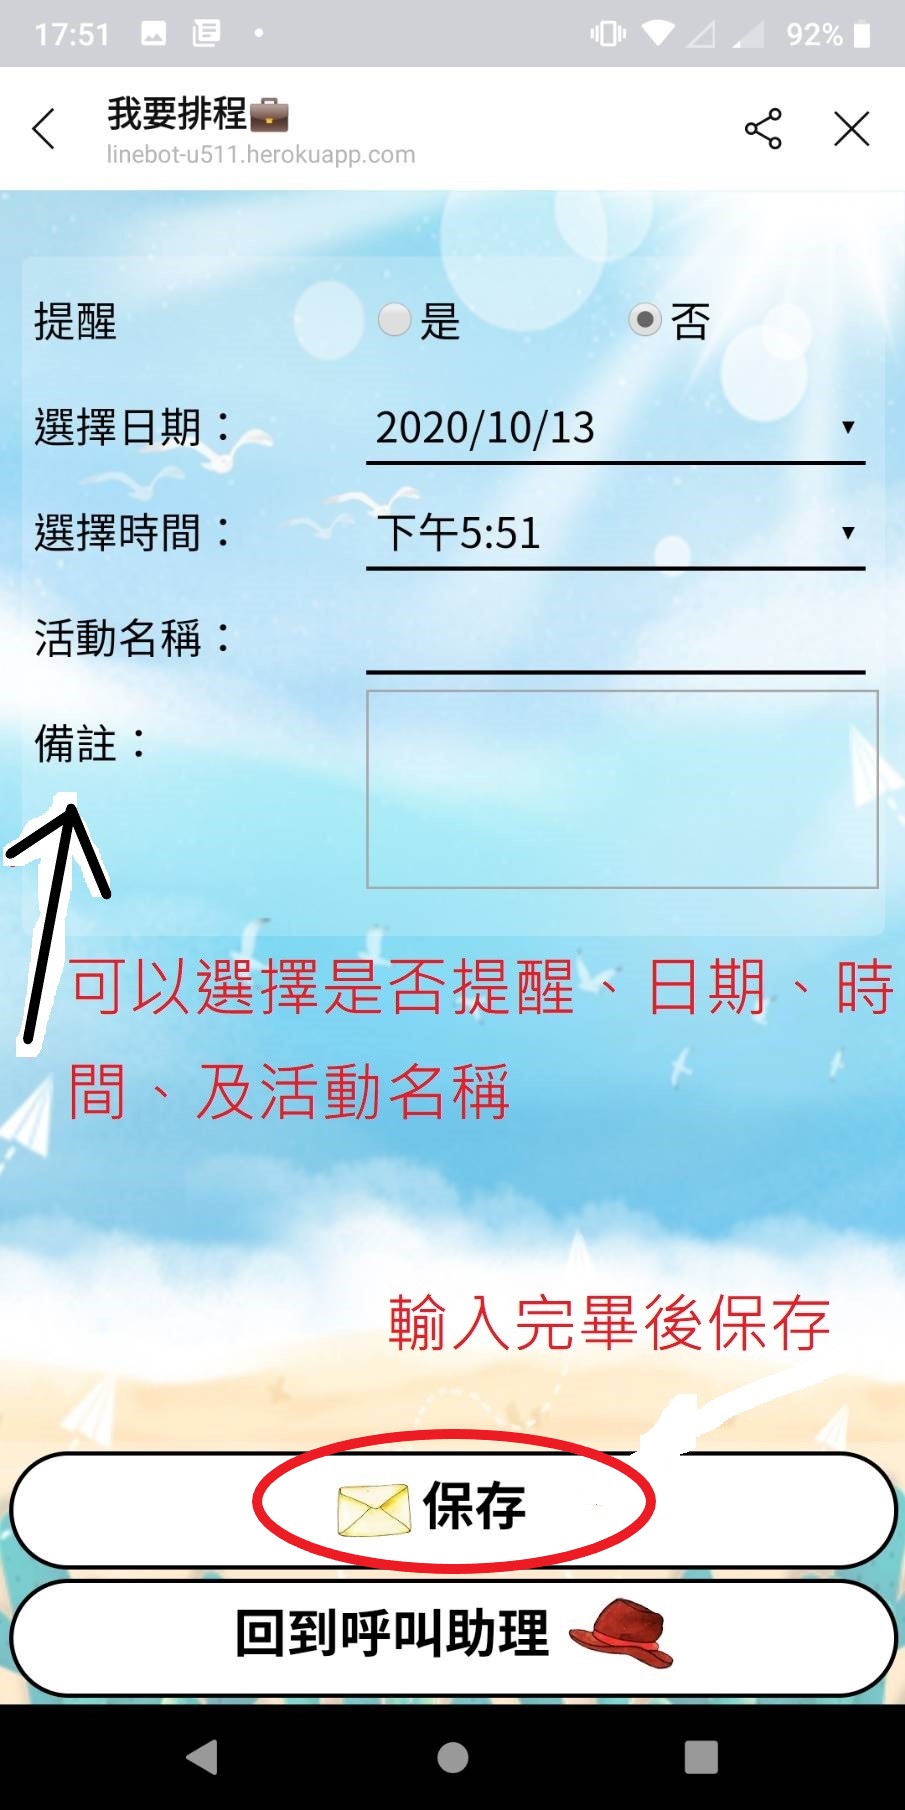 17:51 92%
我要排程
linebot-u511.herokuapp.com
提醒 是 否
選擇日期： 2020/10/13
選擇時間： 下午5:51
活動名稱：
備註：
可以選擇是否提醒、日期、時
間、及活動名稱
輸入完畢後保存
保存
回到呼叫助理